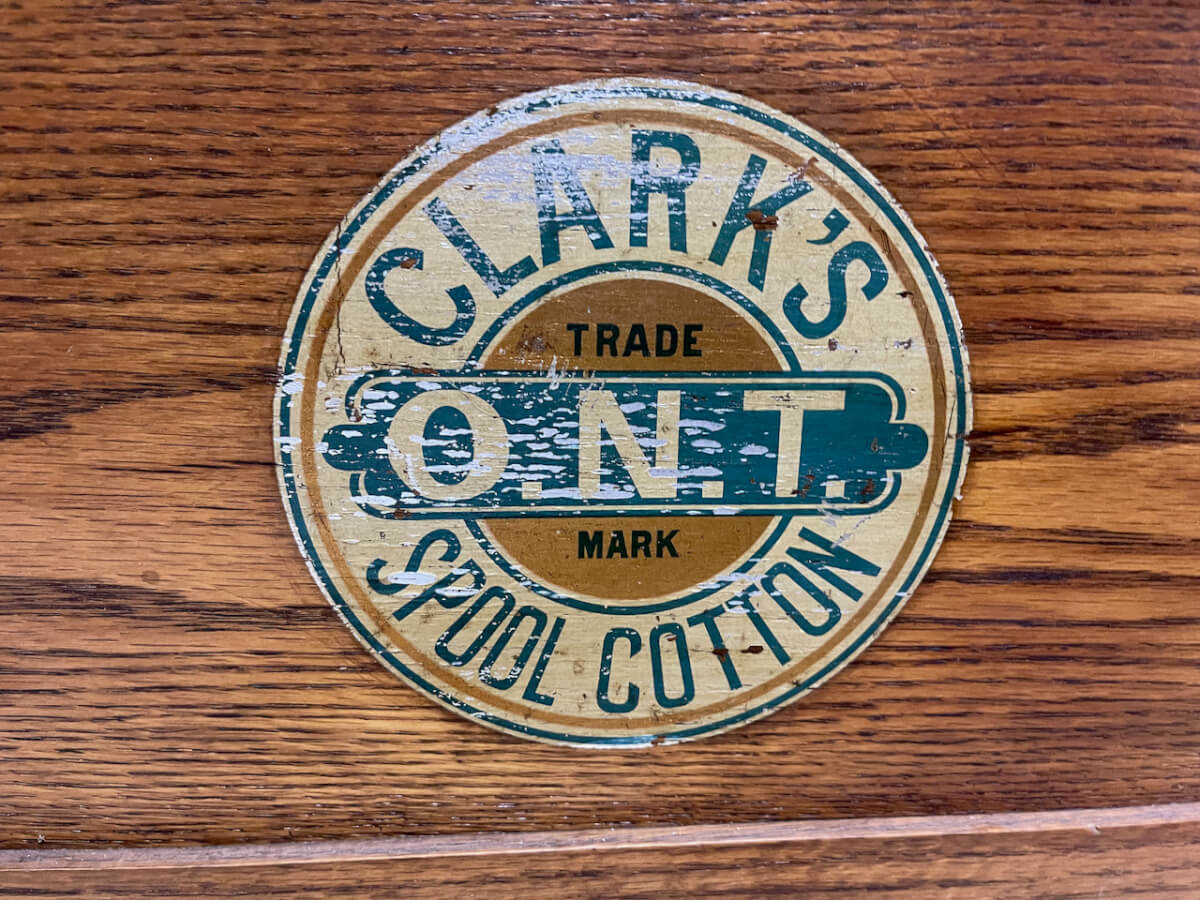 CLARK'S
TRADE
O.N.T.
MARK
SPOOL COTTON